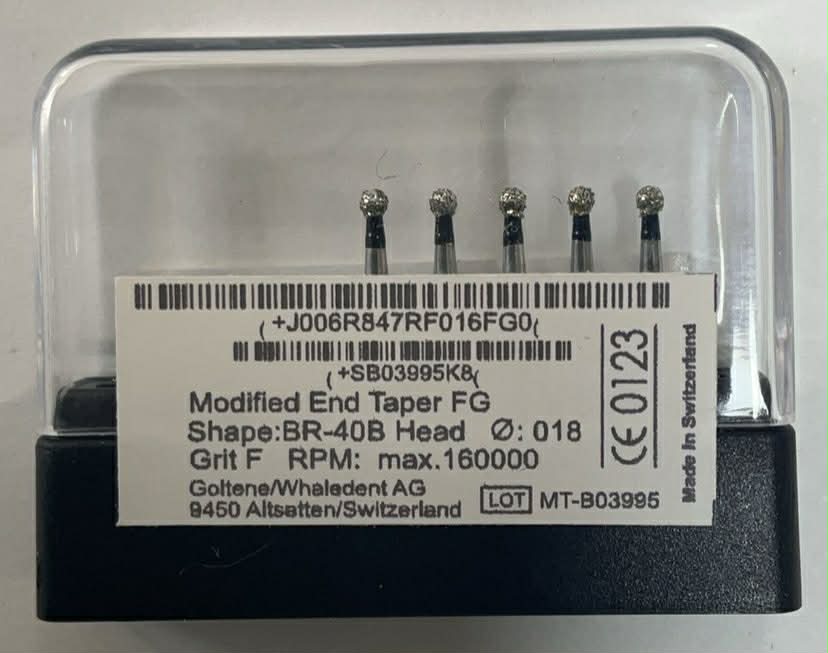 (+J006R847RF016FG0(
(+SB03995K8(
Modified End Taper FG
Shape:BR-40B Head Ø: 018
Grit F RPM: max.160000
Goltene/Whaledent AG
9450 Altsatten/Switzerland
LOT MT-B03995
CE 0123
Made in Switzerland